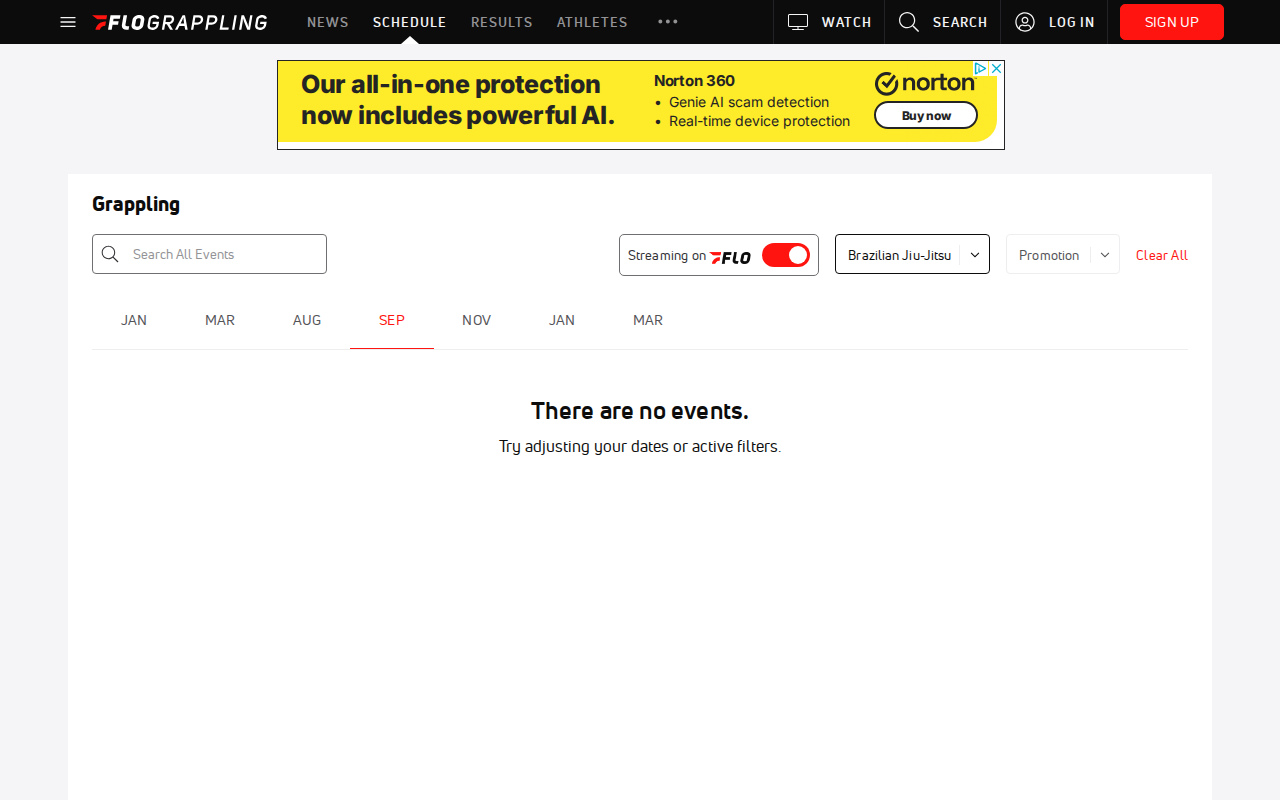 FLOGRAPPLING NEWS SCHEDULE RESULTS ATHLETES WATCH SEARCH LOG IN SIGN UP
Our all-in-one protection
now includes powerful AI.
Norton 360
• Genie AI scam detection
• Real-time device protection
norton
Buy now
Grappling
Search All Events
Streaming on FLO
Brazilian Jiu-Jitsu
Promotion
Clear All
JAN MAR AUG SEP NOV JAN MAR
There are no events.
Try adjusting your dates or active filters.